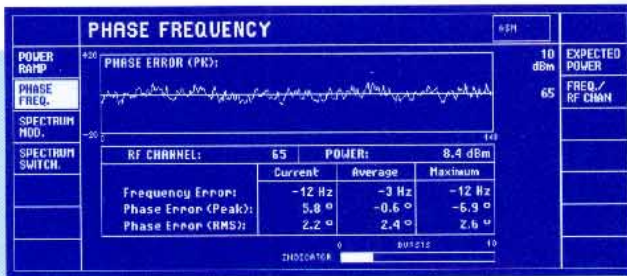 PHASE FREQUENCY
GSM
POWER RAMP
PHASE FREQ.
SPECTRUM MOD.
SPECTRUM SWITCH.
+20
PHASE ERROR (PK):
-20
0
148
10 dBm
EXPECTED POWER
65
FREQ./ RF CHAN
RF CHANNEL: 65 POWER: 8.4 dBm
Current Average Maximum
Frequency Error: -12 Hz -3 Hz -12 Hz
Phase Error (Peak): 5.8 º -0.6 º -6.9 º
Phase Error (RMS): 2.2 º 2.4 º 2.6 º
0 BURSTS 10
INDICATOR